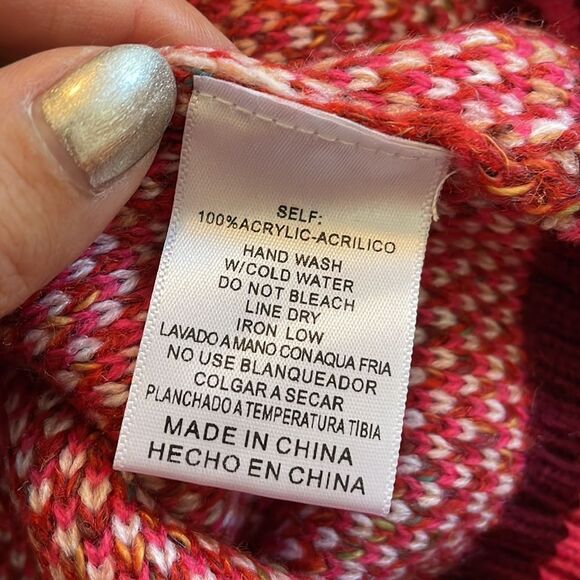 SELF:
100%ACRYLIC-ACRILICO
HAND WASH
W/COLD WATER
DO NOT BLEACH
LINE DRY
IRON LOW
LAVADO A MANO CON AQUA FRIA
NO USE BLANQUEADOR
COLGAR A SECAR
PLANCHADO A TEMPERATURA TIBIA
MADE IN CHINA
HECHO EN CHINA